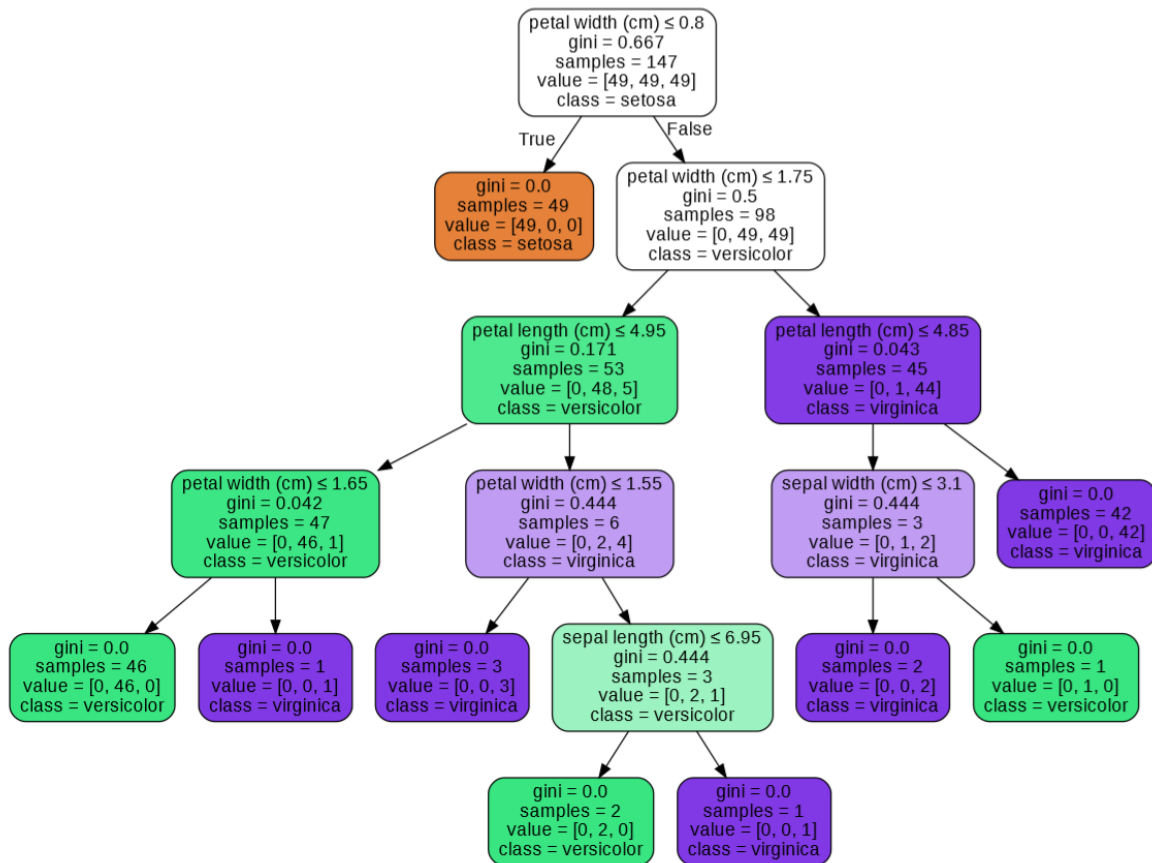 petal width (cm) ≤ 0.8
gini = 0.667
samples = 147
value = [49, 49, 49]
class = setosa
True
False
gini = 0.0
samples = 49
value = [49, 0, 0]
class = setosa
petal width (cm) ≤ 1.75
gini = 0.5
samples = 98
value = [0, 49, 49]
class = versicolor
petal length (cm) ≤ 4.95
gini = 0.171
samples = 53
value = [0, 48, 5]
class = versicolor
petal length (cm) ≤ 4.85
gini = 0.043
samples = 45
value = [0, 1, 44]
class = virginica
petal width (cm) ≤ 1.65
gini = 0.042
samples = 47
value = [0, 46, 1]
class = versicolor
petal width (cm) ≤ 1.55
gini = 0.444
samples = 6
value = [0, 2, 4]
class = virginica
sepal width (cm) ≤ 3.1
gini = 0.444
samples = 3
value = [0, 1, 2]
class = virginica
gini = 0.0
samples = 42
value = [0, 0, 42]
class = virginica
gini = 0.0
samples = 46
value = [0, 46, 0]
class = versicolor
gini = 0.0
samples = 1
value = [0, 0, 1]
class = virginica
gini = 0.0
samples = 3
value = [0, 0, 3]
class = virginica
sepal length (cm) ≤ 6.95
gini = 0.444
samples = 3
value = [0, 2, 1]
class = versicolor
gini = 0.0
samples = 2
value = [0, 0, 2]
class = virginica
gini = 0.0
samples = 1
value = [0, 1, 0]
class = versicolor
gini = 0.0
samples = 2
value = [0, 2, 0]
class = versicolor
gini = 0.0
samples = 1
value = [0, 0, 1]
class = virginica